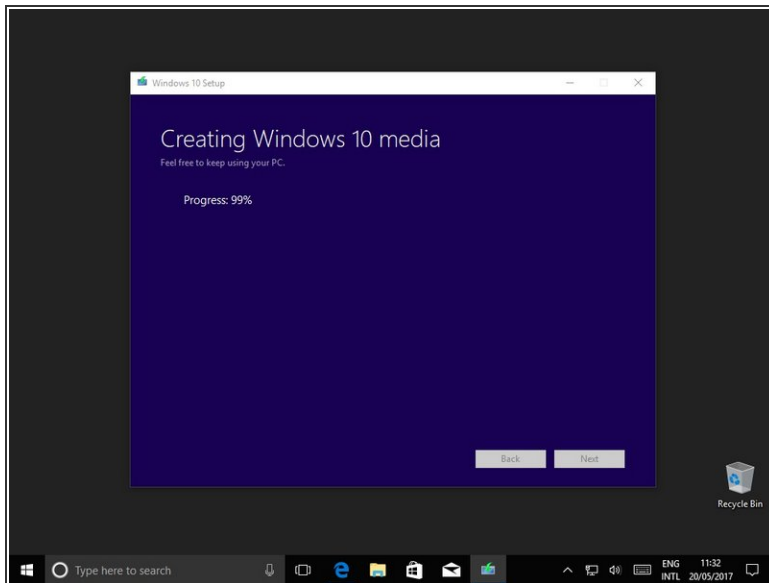 Windows 10 Setup
Creating Windows 10 media
Feel free to keep using your PC.
Progress: 99%
Back
Next
Recycle Bin
Type here to search
ENG
INTL
11:32
20/05/2017